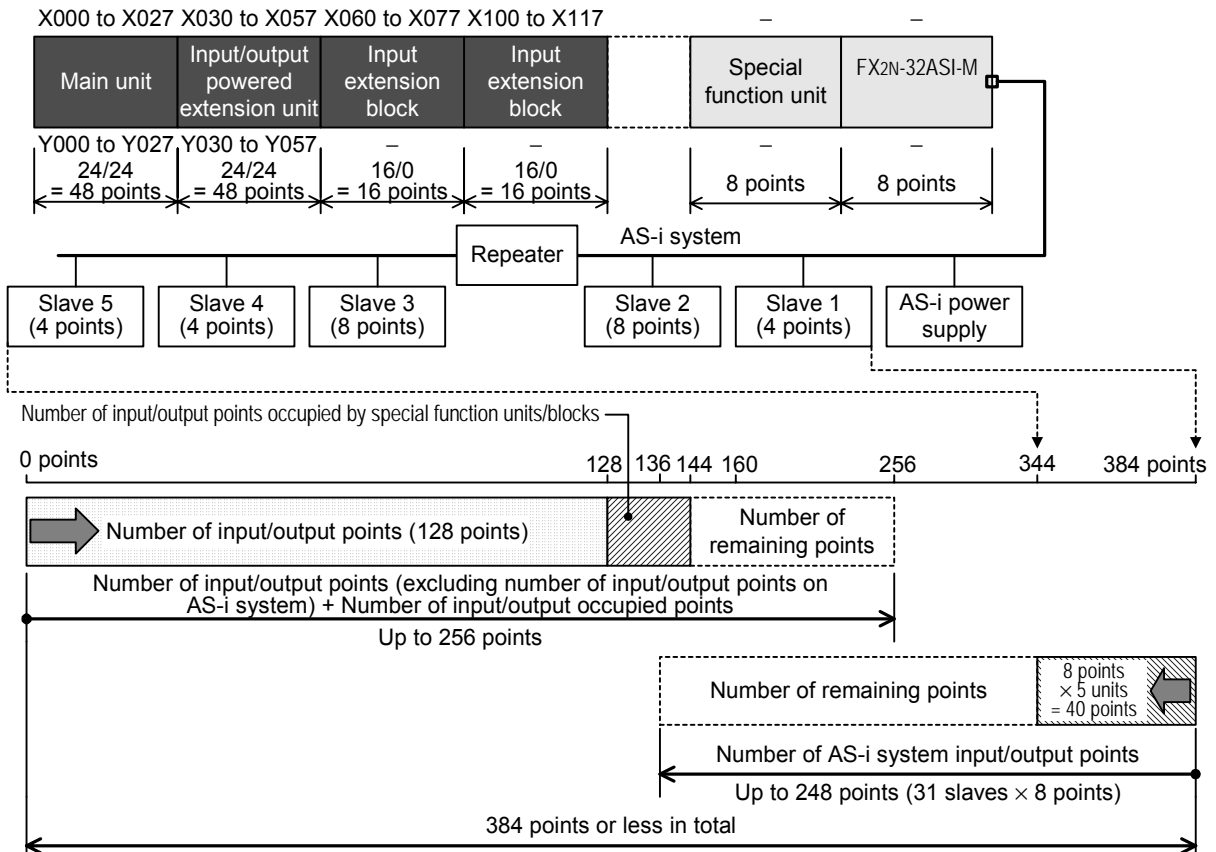 X000 to X027 X030 to X057 X060 to X077 X100 to X117 – –
Main unit
Input/output
powered
extension unit
Input
extension
block
Input
extension
block
Special
function unit
FX2N-32ASI-M
Y000 to Y027 Y030 to Y057 – – – –
24/24
= 48 points
24/24
= 48 points
16/0
= 16 points
16/0
= 16 points
8 points
8 points
AS-i system
Repeater
Slave 5
(4 points)
Slave 4
(4 points)
Slave 3
(8 points)
Slave 2
(8 points)
Slave 1
(4 points)
AS-i power
supply
Number of input/output points occupied by special function units/blocks
0 points 128 136 144 160 256 344 384 points
Number of input/output points (128 points)
Number of
remaining points
Number of input/output points (excluding number of input/output points on
AS-i system) + Number of input/output occupied points
Up to 256 points
Number of remaining points
8 points
× 5 units
= 40 points
Number of AS-i system input/output points
Up to 248 points (31 slaves × 8 points)
384 points or less in total